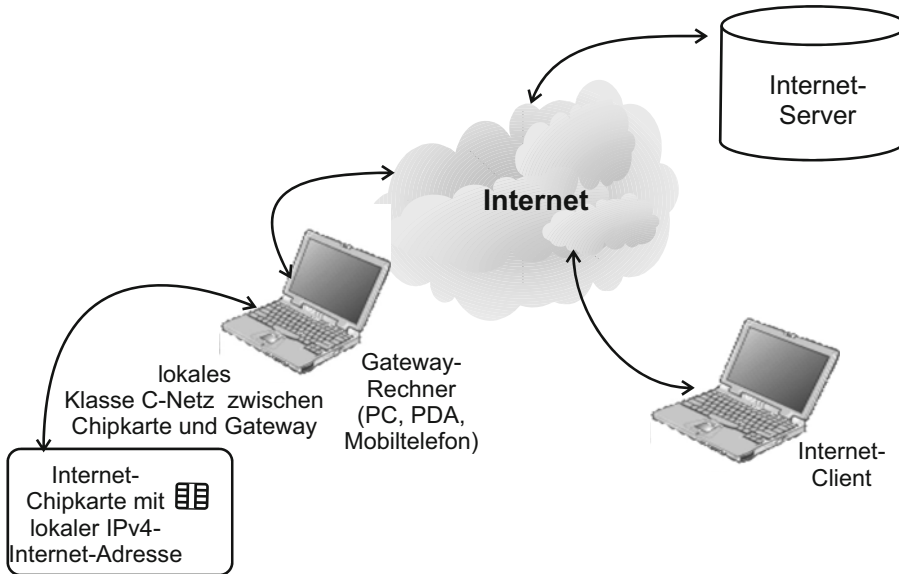 Internet-
Server
Internet
lokales
Klasse C-Netz zwischen
Chipkarte und Gateway
Gateway-
Rechner
(PC, PDA,
Mobiltelefon)
Internet-
Client
Internet-
Chipkarte mit
lokaler IPv4-
Internet-Adresse